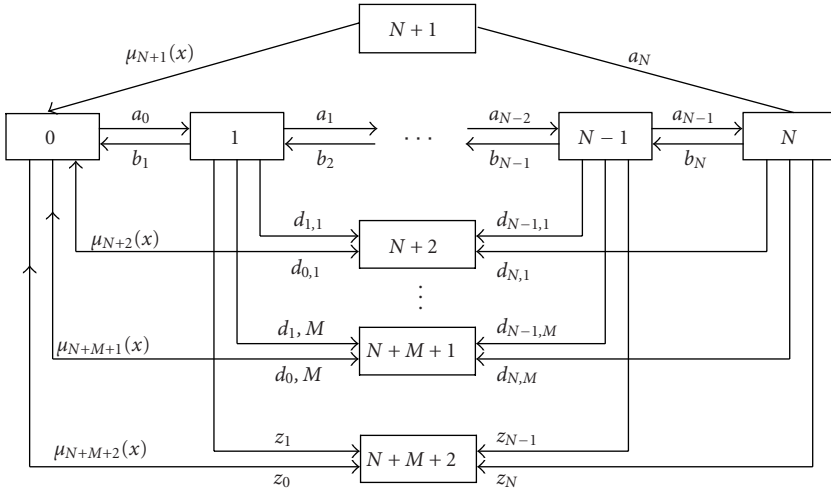 N + 1
μ_{N+1}(x) a_N
a_0 a_1 a_{N−2} a_{N−1}
0 1 · · · N − 1 N
b_1 b_2 b_{N−1} b_N
d_{1,1} d_{N−1,1}
μ_{N+2}(x) N + 2
d_{0,1} d_{N,1}
⋮
d_1, M d_{N−1,M}
μ_{N+M+1}(x) N + M + 1
d_0, M d_{N,M}
z_1 z_{N−1}
μ_{N+M+2}(x) N + M + 2
z_0 z_N